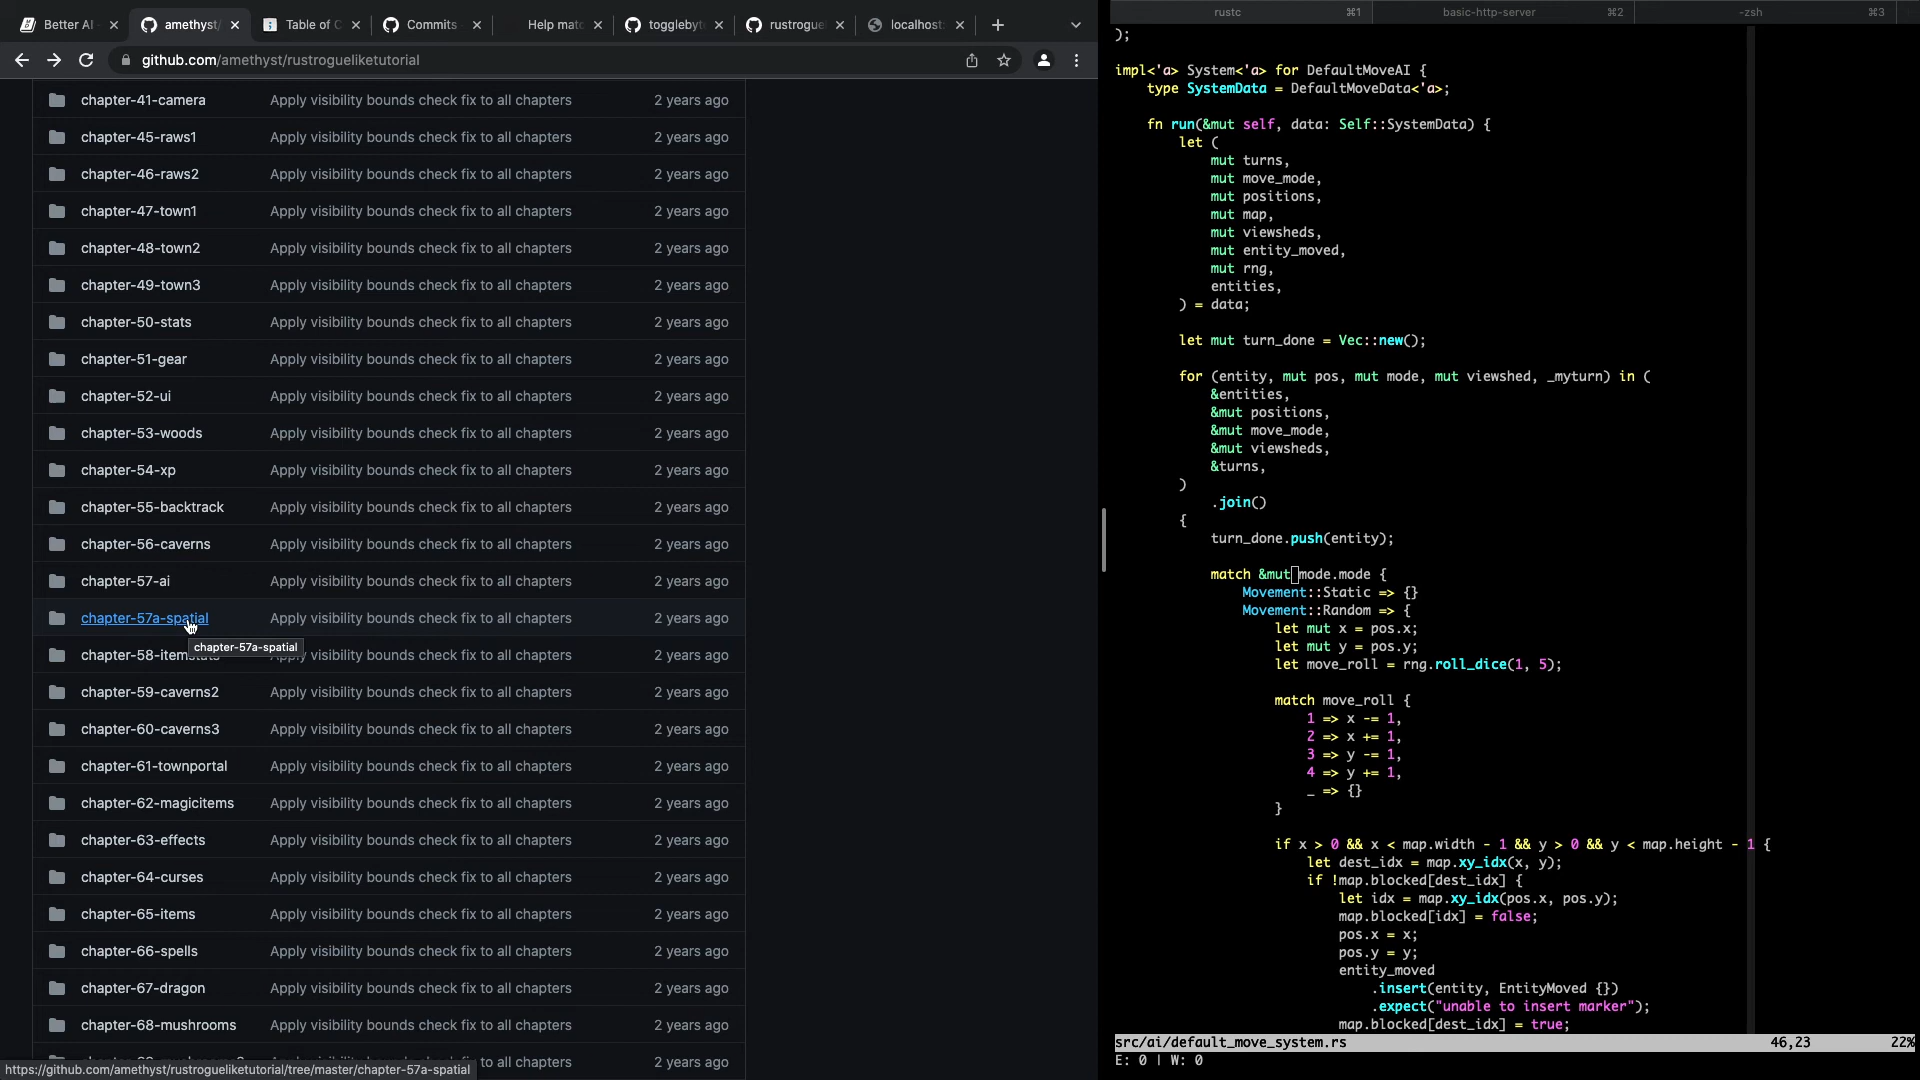 Better AI
amethyst/
Table of C
Commits
Help mat
togglebyt
rustrogue
localhost:
github.com/amethyst/rustrogueliketutorial
chapter-41-camera Apply visibility bounds check fix to all chapters 2 years ago
chapter-45-raws1 Apply visibility bounds check fix to all chapters 2 years ago
chapter-46-raws2 Apply visibility bounds check fix to all chapters 2 years ago
chapter-47-town1 Apply visibility bounds check fix to all chapters 2 years ago
chapter-48-town2 Apply visibility bounds check fix to all chapters 2 years ago
chapter-49-town3 Apply visibility bounds check fix to all chapters 2 years ago
chapter-50-stats Apply visibility bounds check fix to all chapters 2 years ago
chapter-51-gear Apply visibility bounds check fix to all chapters 2 years ago
chapter-52-ui Apply visibility bounds check fix to all chapters 2 years ago
chapter-53-woods Apply visibility bounds check fix to all chapters 2 years ago
chapter-54-xp Apply visibility bounds check fix to all chapters 2 years ago
chapter-55-backtrack Apply visibility bounds check fix to all chapters 2 years ago
chapter-56-caverns Apply visibility bounds check fix to all chapters 2 years ago
chapter-57-ai Apply visibility bounds check fix to all chapters 2 years ago
chapter-57a-spatial Apply visibility bounds check fix to all chapters 2 years ago
chapter-57a-spatial
chapter-58-itemstats Apply visibility bounds check fix to all chapters 2 years ago
chapter-59-caverns2 Apply visibility bounds check fix to all chapters 2 years ago
chapter-60-caverns3 Apply visibility bounds check fix to all chapters 2 years ago
chapter-61-townportal Apply visibility bounds check fix to all chapters 2 years ago
chapter-62-magicitems Apply visibility bounds check fix to all chapters 2 years ago
chapter-63-effects Apply visibility bounds check fix to all chapters 2 years ago
chapter-64-curses Apply visibility bounds check fix to all chapters 2 years ago
chapter-65-items Apply visibility bounds check fix to all chapters 2 years ago
chapter-66-spells Apply visibility bounds check fix to all chapters 2 years ago
chapter-67-dragon Apply visibility bounds check fix to all chapters 2 years ago
chapter-68-mushrooms Apply visibility bounds check fix to all chapters 2 years ago
to all chapters 2 years ago
https://github.com/amethyst/rustrogueliketutorial/tree/master/chapter-57a-spatial
rustc ⌘1 basic-http-server ⌘2 -zsh ⌘3
);
impl<'a> System<'a> for DefaultMoveAI {
type SystemData = DefaultMoveData<'a>;
fn run(&mut self, data: Self::SystemData) {
let (
mut turns,
mut move_mode,
mut positions,
mut map,
mut viewsheds,
mut entity_moved,
mut rng,
entities,
) = data;
let mut turn_done = Vec::new();
for (entity, mut pos, mut mode, mut viewshed, _myturn) in (
&entities,
&mut positions,
&mut move_mode,
&mut viewsheds,
&turns,
)
.join()
{
turn_done.push(entity);
match &mut mode.mode {
Movement::Static => {}
Movement::Random => {
let mut x = pos.x;
let mut y = pos.y;
let move_roll = rng.roll_dice(1, 5);
match move_roll {
1 => x -= 1,
2 => x += 1,
3 => y -= 1,
4 => y += 1,
_ => {}
}
if x > 0 && x < map.width - 1 && y > 0 && y < map.height - 1 {
let dest_idx = map.xy_idx(x, y);
if !map.blocked[dest_idx] {
let idx = map.xy_idx(pos.x, pos.y);
map.blocked[idx] = false;
pos.x = x;
pos.y = y;
entity_moved
.insert(entity, EntityMoved {})
.expect("unable to insert marker");
map.blocked[dest_idx] = true;
src/ai/default_move_system.rs 46,23 22%
E: 0 | W: 0